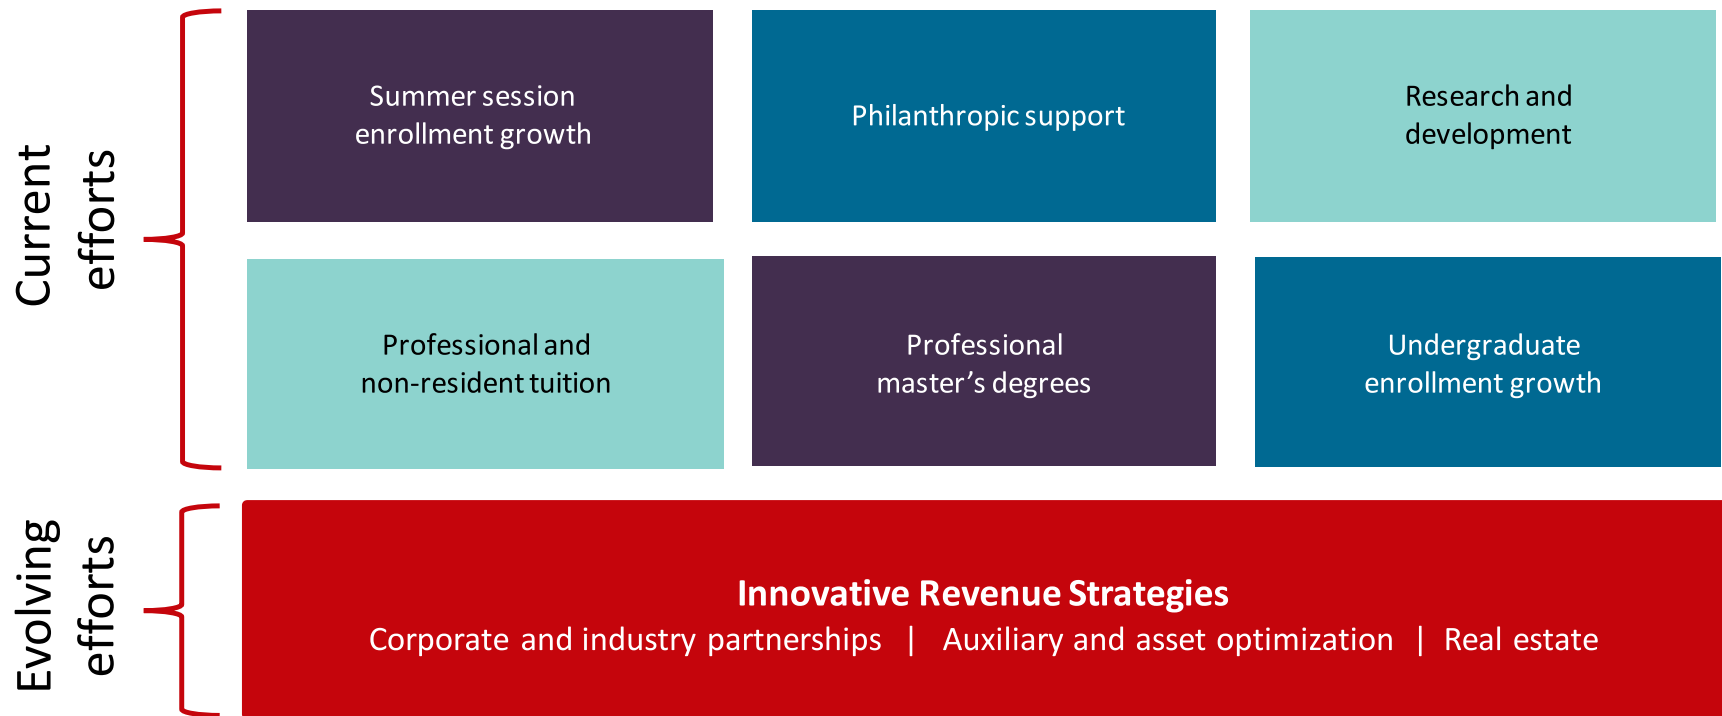 Current
efforts
Summer session
enrollment growth
Philanthropic support
Research and
development
Professional and
non-resident tuition
Professional
master’s degrees
Undergraduate
enrollment growth
Evolving
efforts
Innovative Revenue Strategies
Corporate and industry partnerships | Auxiliary and asset optimization | Real estate